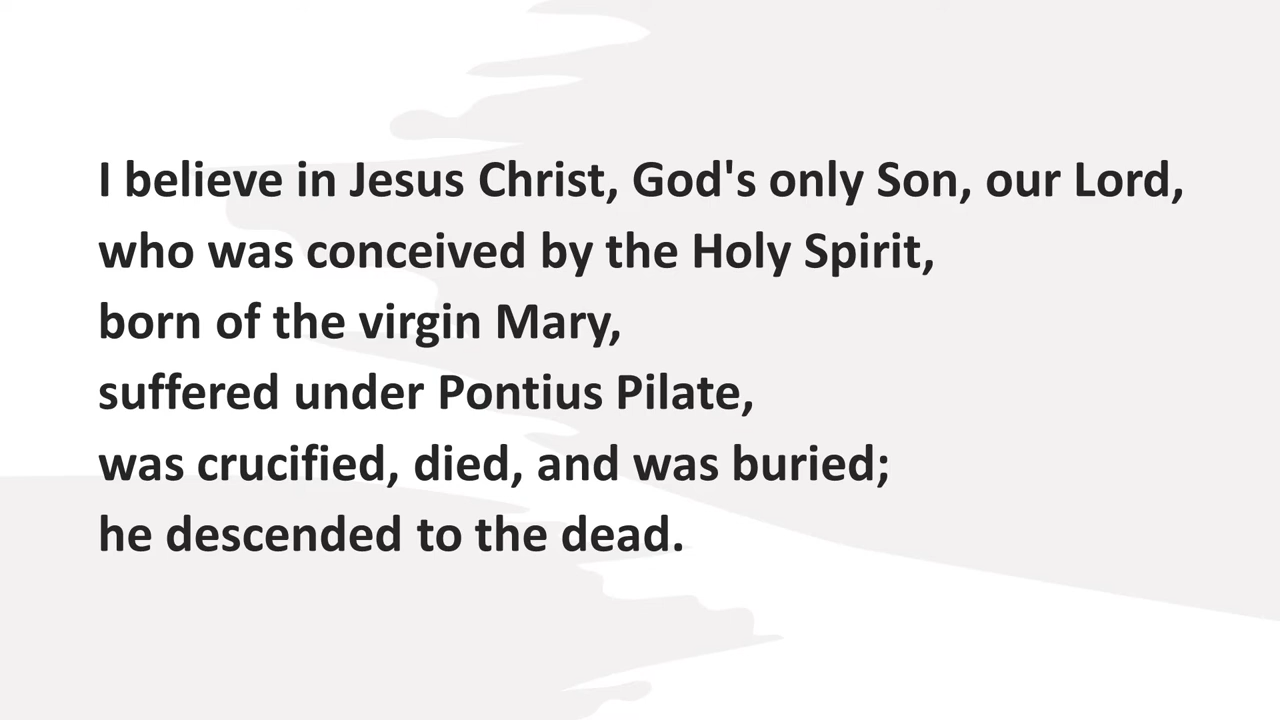 I believe in Jesus Christ, God's only Son, our Lord,
who was conceived by the Holy Spirit,
born of the virgin Mary,
suffered under Pontius Pilate,
was crucified, died, and was buried;
he descended to the dead.